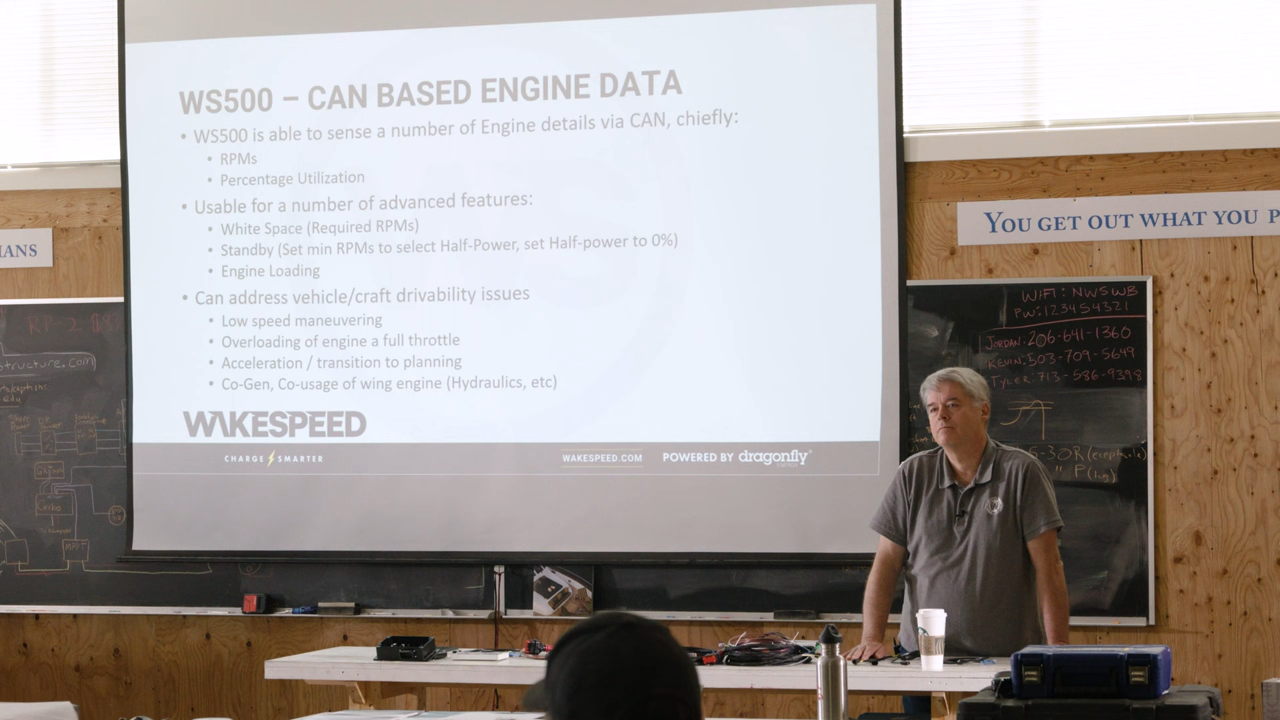 WS500 – CAN BASED ENGINE DATA
• WS500 is able to sense a number of Engine details via CAN, chiefly:
• RPMs
• Percentage Utilization
• Usable for a number of advanced features:
• White Space (Required RPMs)
• Standby (Set min RPMs to select Half-Power, set Half-power to 0%)
• Engine Loading
• Can address vehicle/craft drivability issues
• Low speed maneuvering
• Overloading of engine a full throttle
• Acceleration / transition to planning
• Co-Gen, Co-usage of wing engine (Hydraulics, etc)
WAKESPEED
CHARGE SMARTER
WAKESPEED.COM
POWERED BY dragonfly
IANS
YOU GET OUT WHAT YOU P
WIFI: NWSWB
PW: 123454321
JORDAN: 206-641-1360
KEVIN: 503-709-5649
TYLER: 713-586-9398
structure.com
MPPT